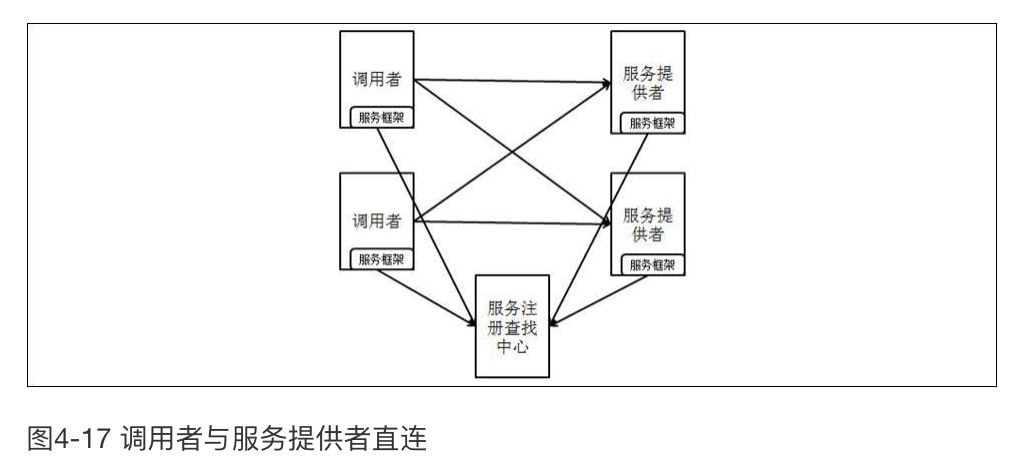 调用者
服务提
供者
服务框架
服务框架
调用者
服务提
供者
服务框架
服务框架
服务注
册查找
中心
图4-17 调用者与服务提供者直连